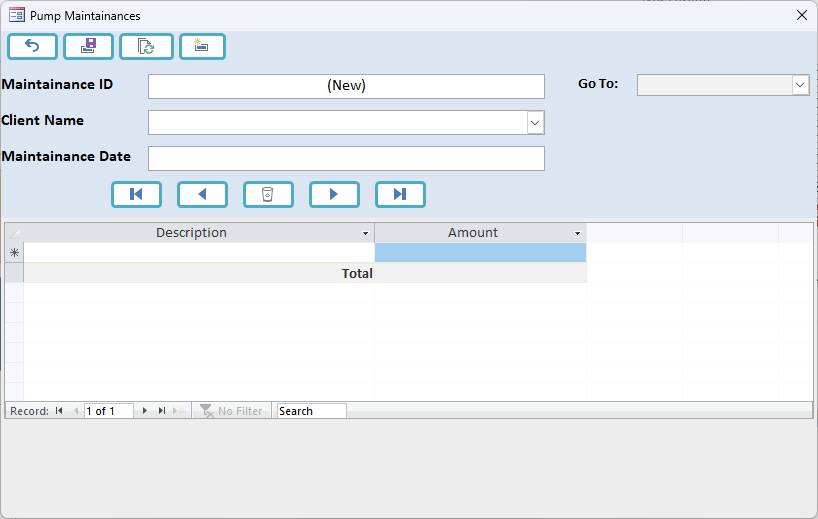 Pump Maintainances
Maintainance ID
(New)
Go To:
Client Name
Maintainance Date
Description Amount
Total
Record: 1 of 1 No Filter Search